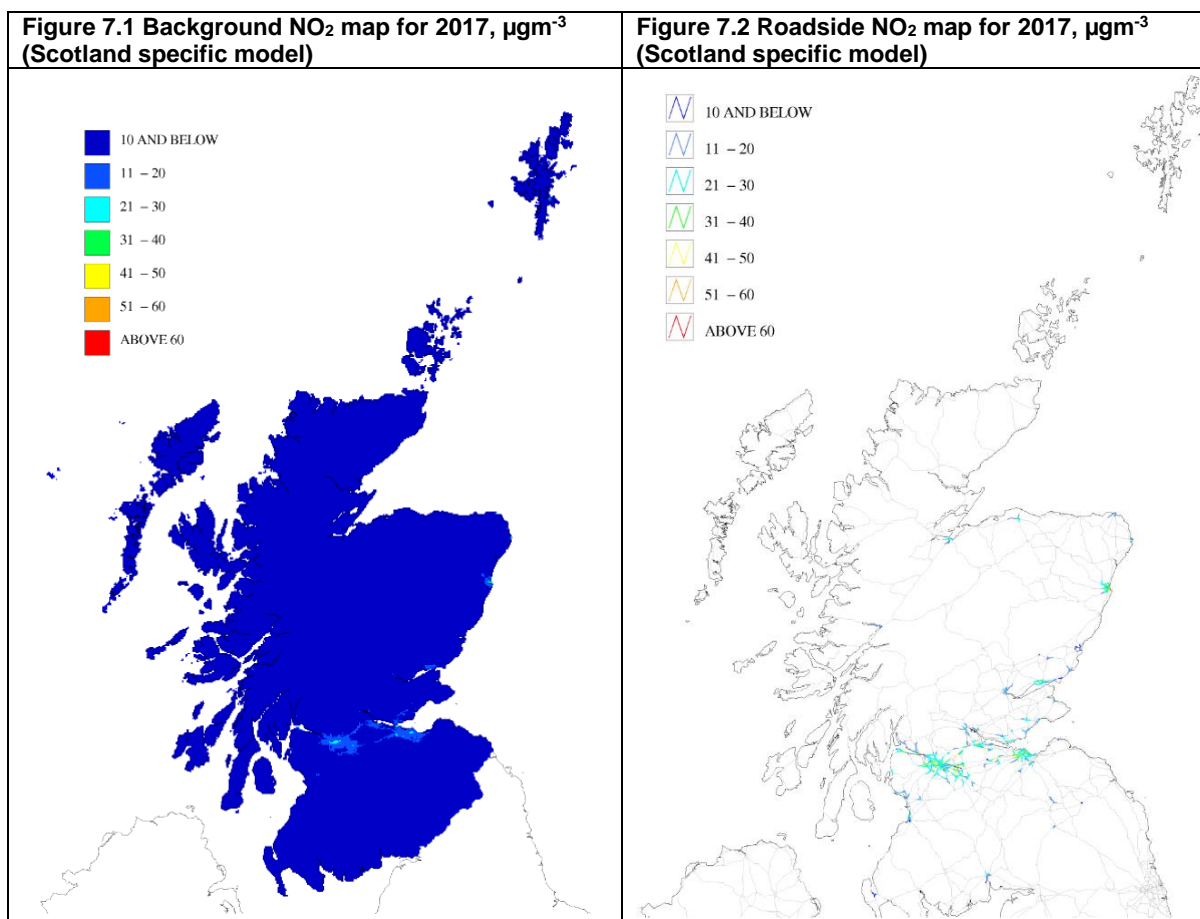 Figure 7.1 Background NO₂ map for 2017, µgm⁻³
(Scotland specific model)
10 AND BELOW
11 – 20
21 – 30
31 – 40
41 – 50
51 – 60
ABOVE 60
Figure 7.2 Roadside NO₂ map for 2017, µgm⁻³
(Scotland specific model)
10 AND BELOW
11 – 20
21 – 30
31 – 40
41 – 50
51 – 60
ABOVE 60